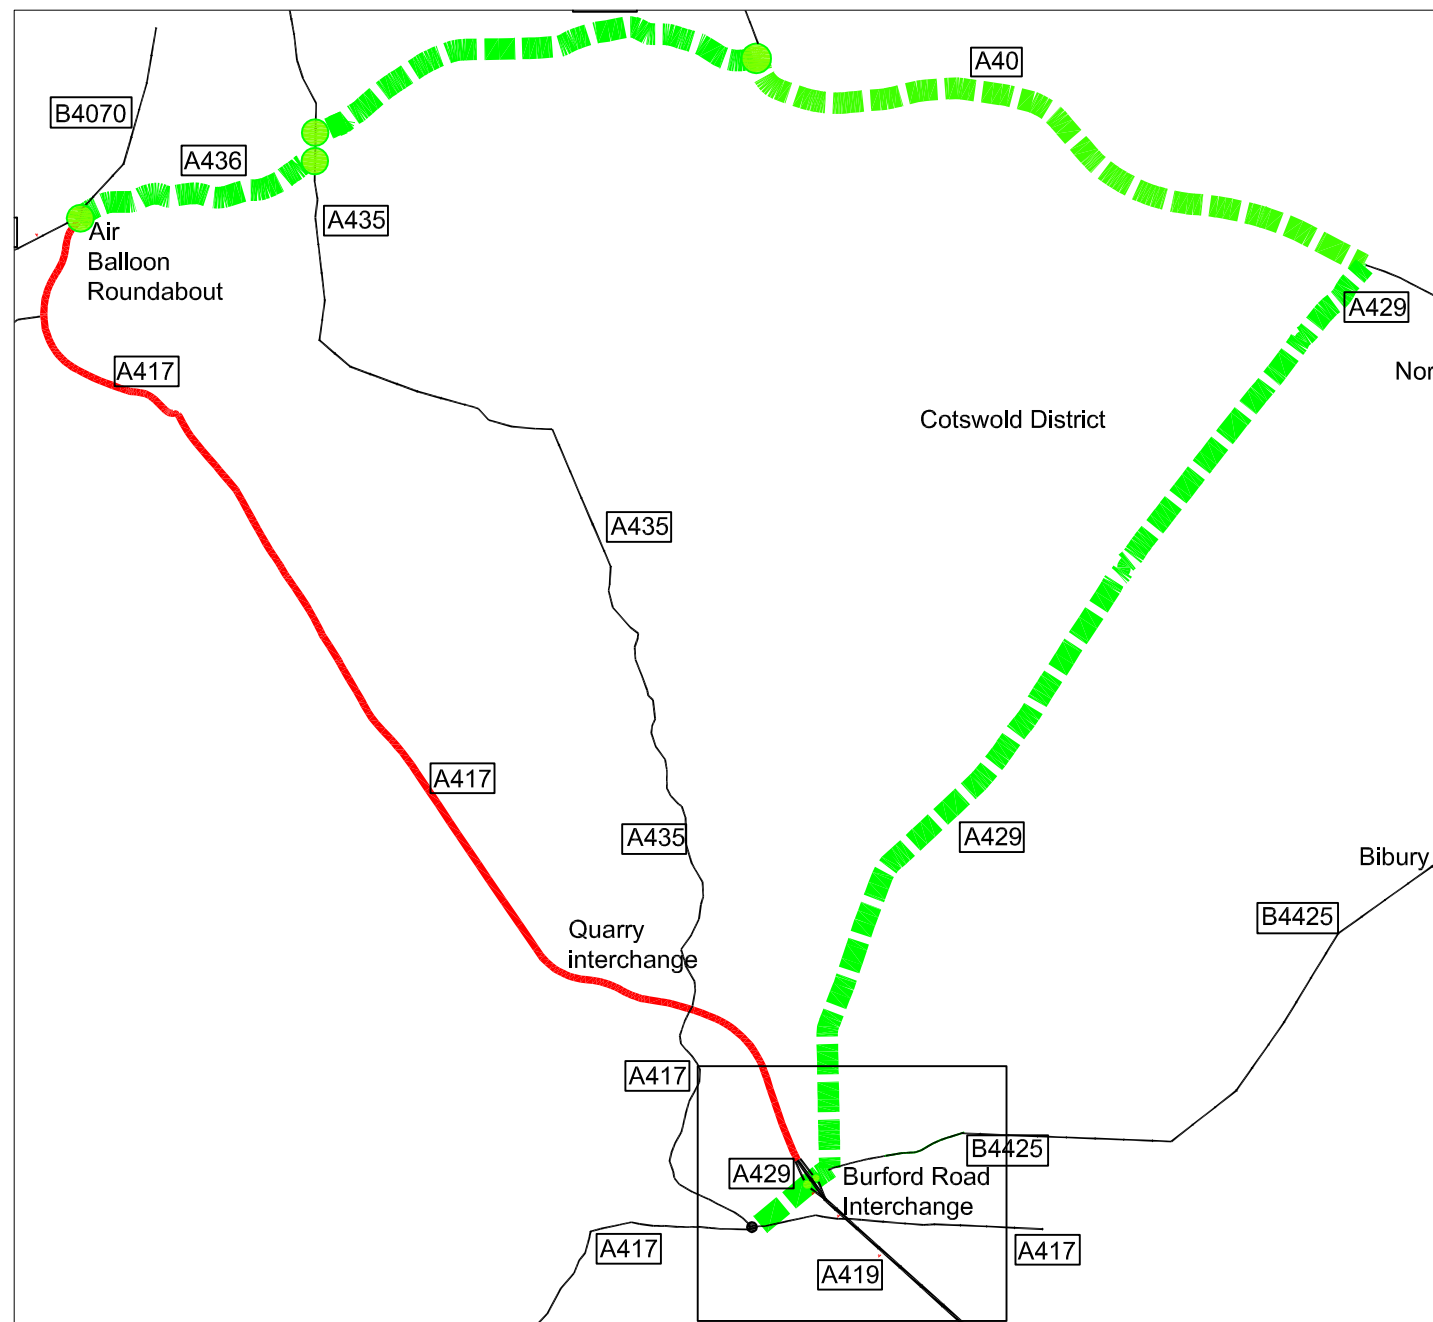 A40
B4070
A436
A435
Air
Balloon
Roundabout
A429
A417
Nor
Cotswold District
A435
A417
A435
A429
Bibury
B4425
Quarry
interchange
A417
B4425
A429
Burford Road
Interchange
A417
A417
A419